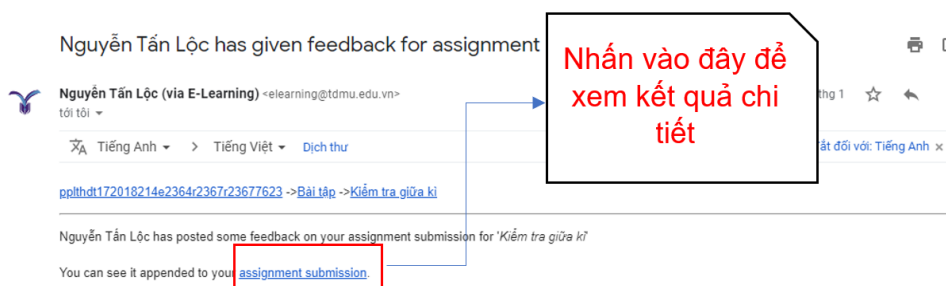 Nguyễn Tấn Lộc has given feedback for assignment
Nhấn vào đây để
xem kết quả chi
tiết
Nguyễn Tấn Lộc (via E-Learning) <elearning@tdmu.edu.vn>
thg 1
tới tôi
Tiếng Anh > Tiếng Việt Dịch thư
ắt đối với: Tiếng Anh x
pplthdt172018214e2364r2367r23677623 ->Bài tập ->Kiểm tra giữa kì
Nguyễn Tấn Lộc has posted some feedback on your assignment submission for 'Kiểm tra giữa kì'
You can see it appended to your assignment submission.